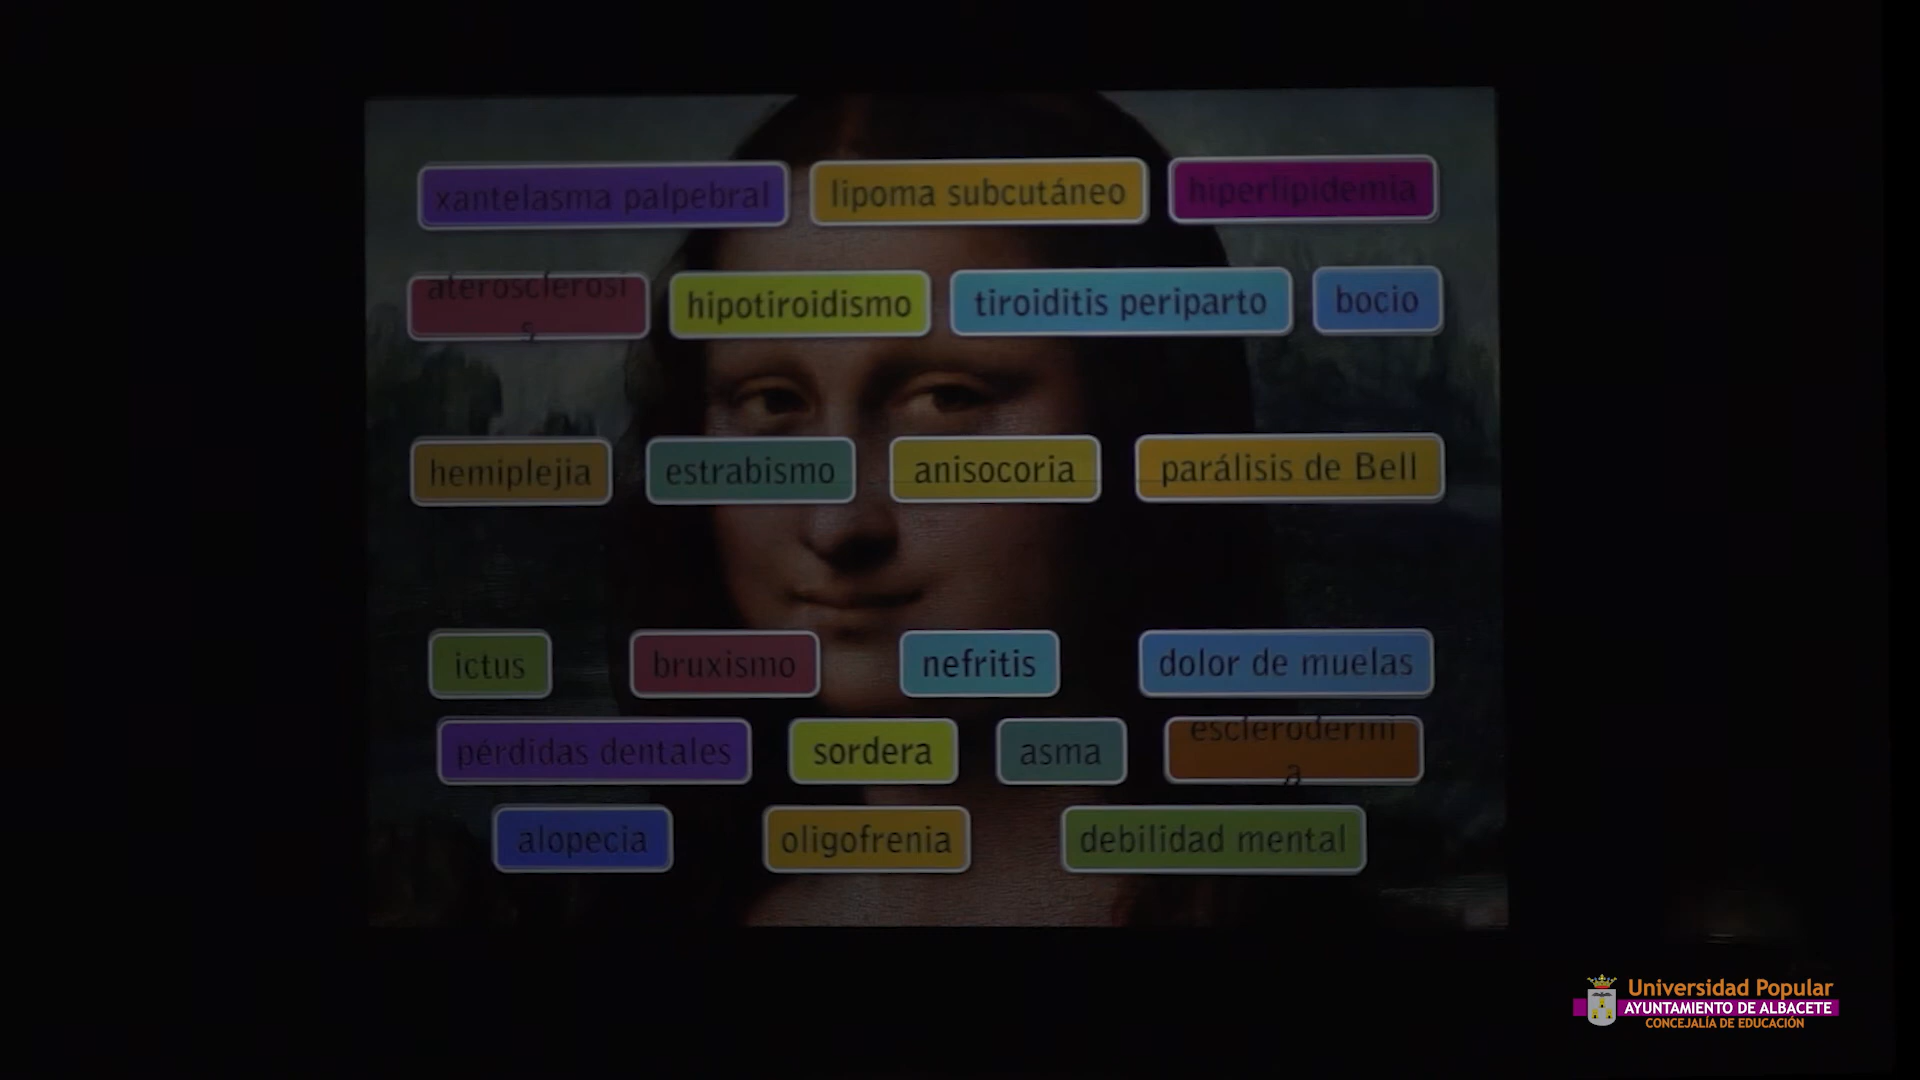 xantelasma palpebral lipoma subcutáneo hiperlipidemia
aterosclerosi
s
hipotiroidismo tiroiditis periparto bocio
hemiplejia estrabismo anisocoria parálisis de Bell
ictus bruxismo nefritis dolor de muelas
pérdidas dentales sordera asma esclerodermi
a
alopecia oligofrenia debilidad mental
Universidad Popular
AYUNTAMIENTO DE ALBACETE
CONCEJALÍA DE EDUCACIÓN